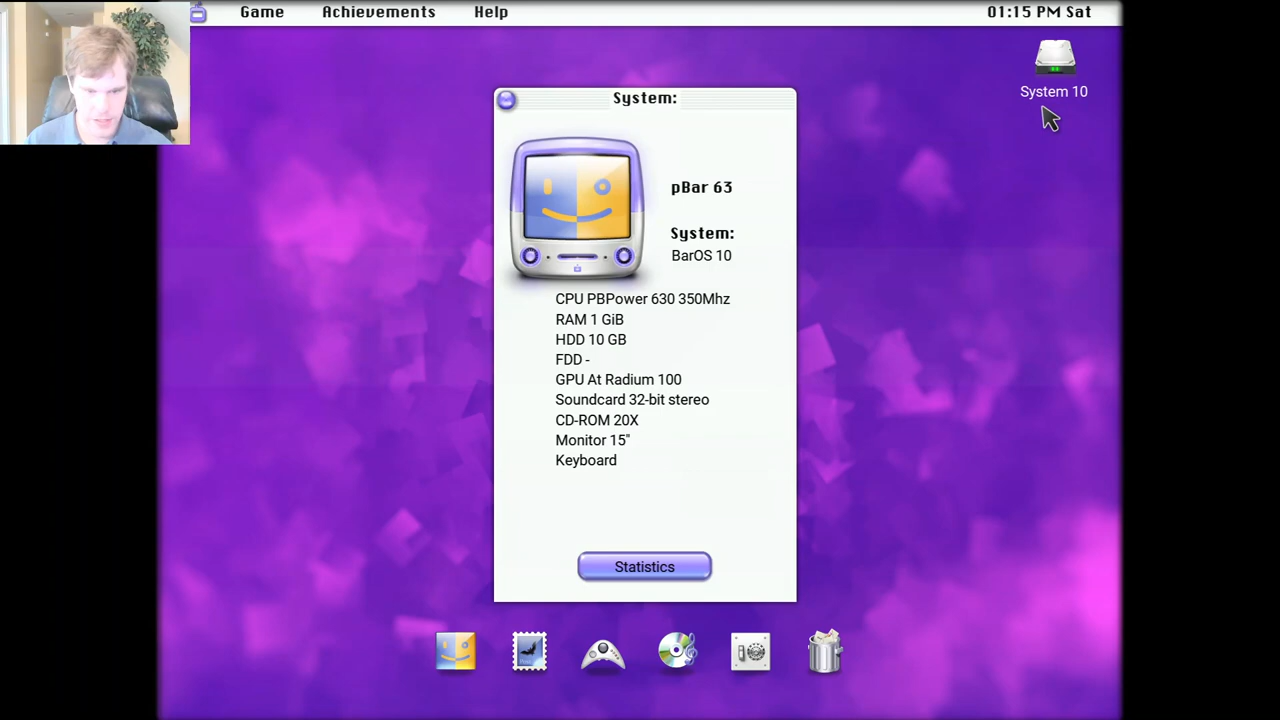 Game Achievements Help 01:15 PM Sat
System 10
System:
pBar 63
System:
BarOS 10
CPU PBPower 630 350Mhz
RAM 1 GiB
HDD 10 GB
FDD -
GPU At Radium 100
Soundcard 32-bit stereo
CD-ROM 20X
Monitor 15"
Keyboard
Statistics